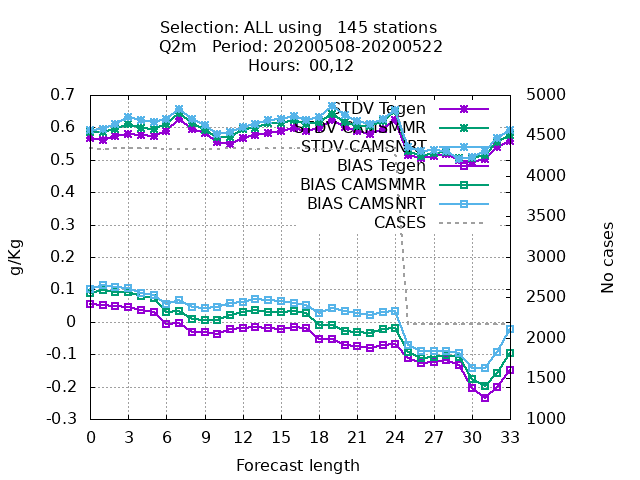 Selection: ALL using   145 stations
Q2m   Period: 20200508-20200522
Hours: 00,12
0.7
0.6
0.5
0.4
0.3
0.2
0.1
0
-0.1
-0.2
-0.3
g/Kg
STDV Tegen
STDV CAMSMMR
STDV CAMSNRT
BIAS Tegen
BIAS CAMSMMR
BIAS CAMSNRT
CASES
5000
4500
4000
3500
3000
2500
2000
1500
1000
No cases
0 3 6 9 12 15 18 21 24 27 30 33
Forecast length